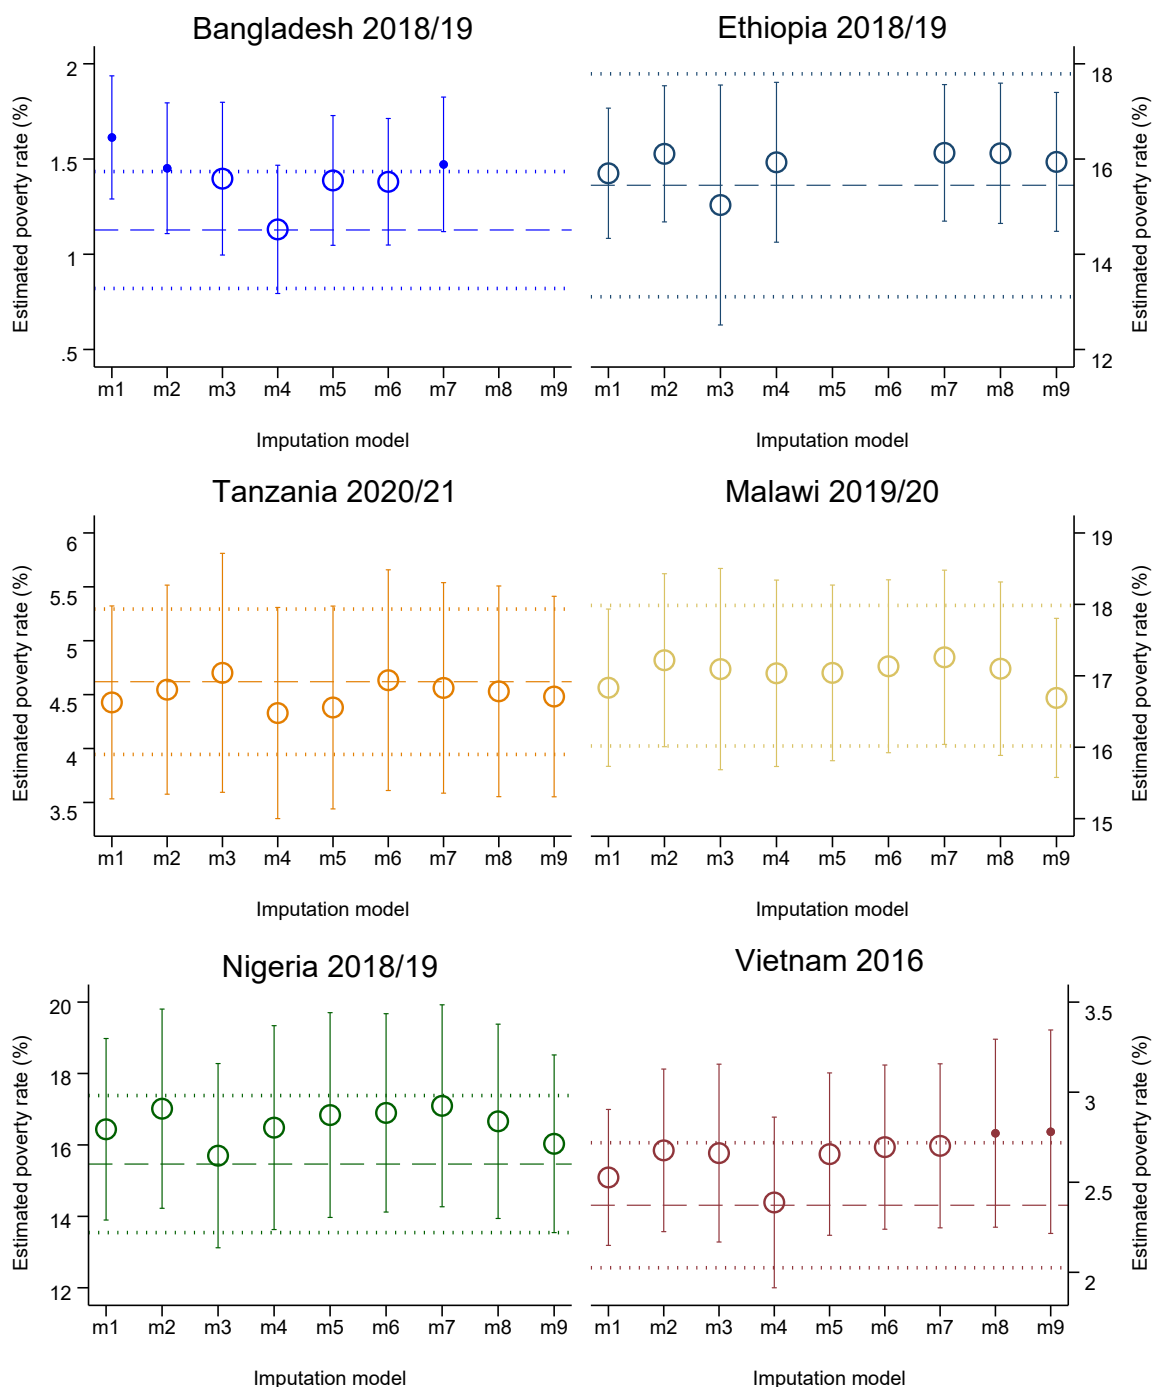 Bangladesh 2018/19
Estimated poverty rate (%)
2
1.5
1
.5
m1 m2 m3 m4 m5 m6 m7 m8 m9
Imputation model
Ethiopia 2018/19
Estimated poverty rate (%)
18
16
14
12
m1 m2 m3 m4 m5 m6 m7 m8 m9
Imputation model
Tanzania 2020/21
Estimated poverty rate (%)
6
5.5
5
4.5
4
3.5
m1 m2 m3 m4 m5 m6 m7 m8 m9
Imputation model
Malawi 2019/20
Estimated poverty rate (%)
19
18
17
16
15
m1 m2 m3 m4 m5 m6 m7 m8 m9
Imputation model
Nigeria 2018/19
Estimated poverty rate (%)
20
18
16
14
12
m1 m2 m3 m4 m5 m6 m7 m8 m9
Imputation model
Vietnam 2016
Estimated poverty rate (%)
3.5
3
2.5
2
m1 m2 m3 m4 m5 m6 m7 m8 m9
Imputation model